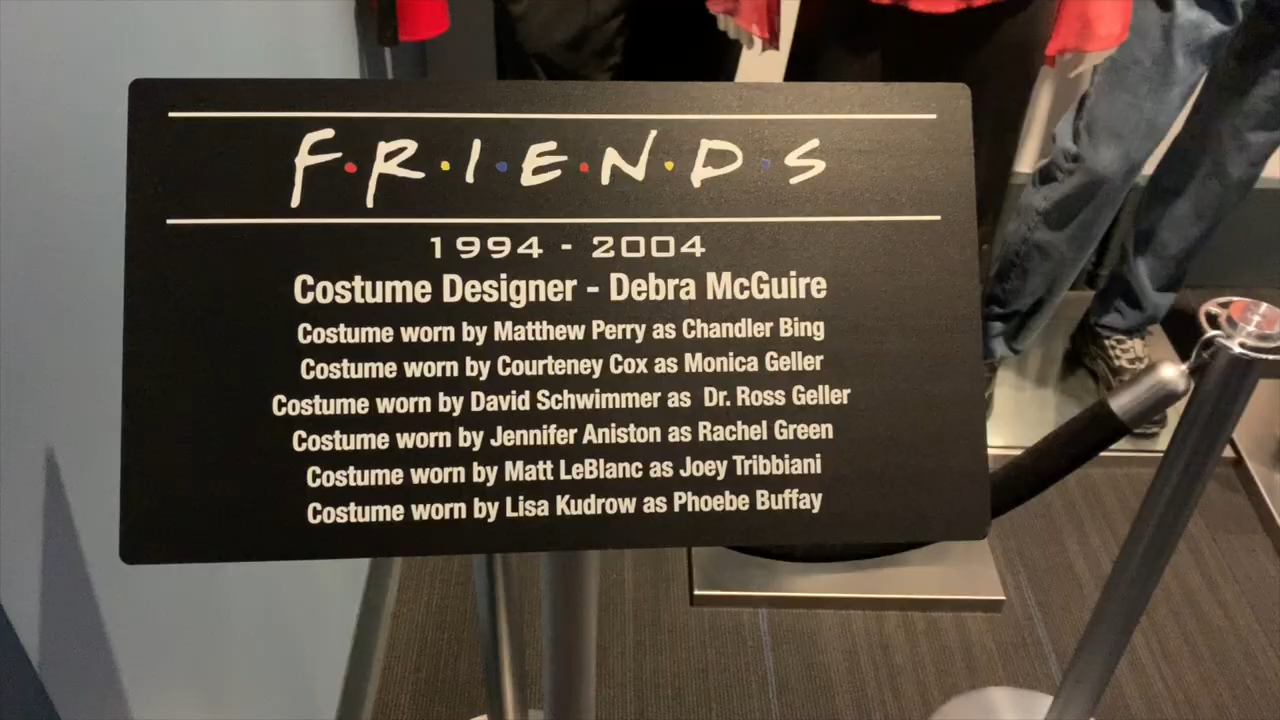 F·R·I·E·N·D·S
1994 - 2004
Costume Designer - Debra McGuire
Costume worn by Matthew Perry as Chandler Bing
Costume worn by Courteney Cox as Monica Geller
Costume worn by David Schwimmer as Dr. Ross Geller
Costume worn by Jennifer Aniston as Rachel Green
Costume worn by Matt LeBlanc as Joey Tribbiani
Costume worn by Lisa Kudrow as Phoebe Buffay